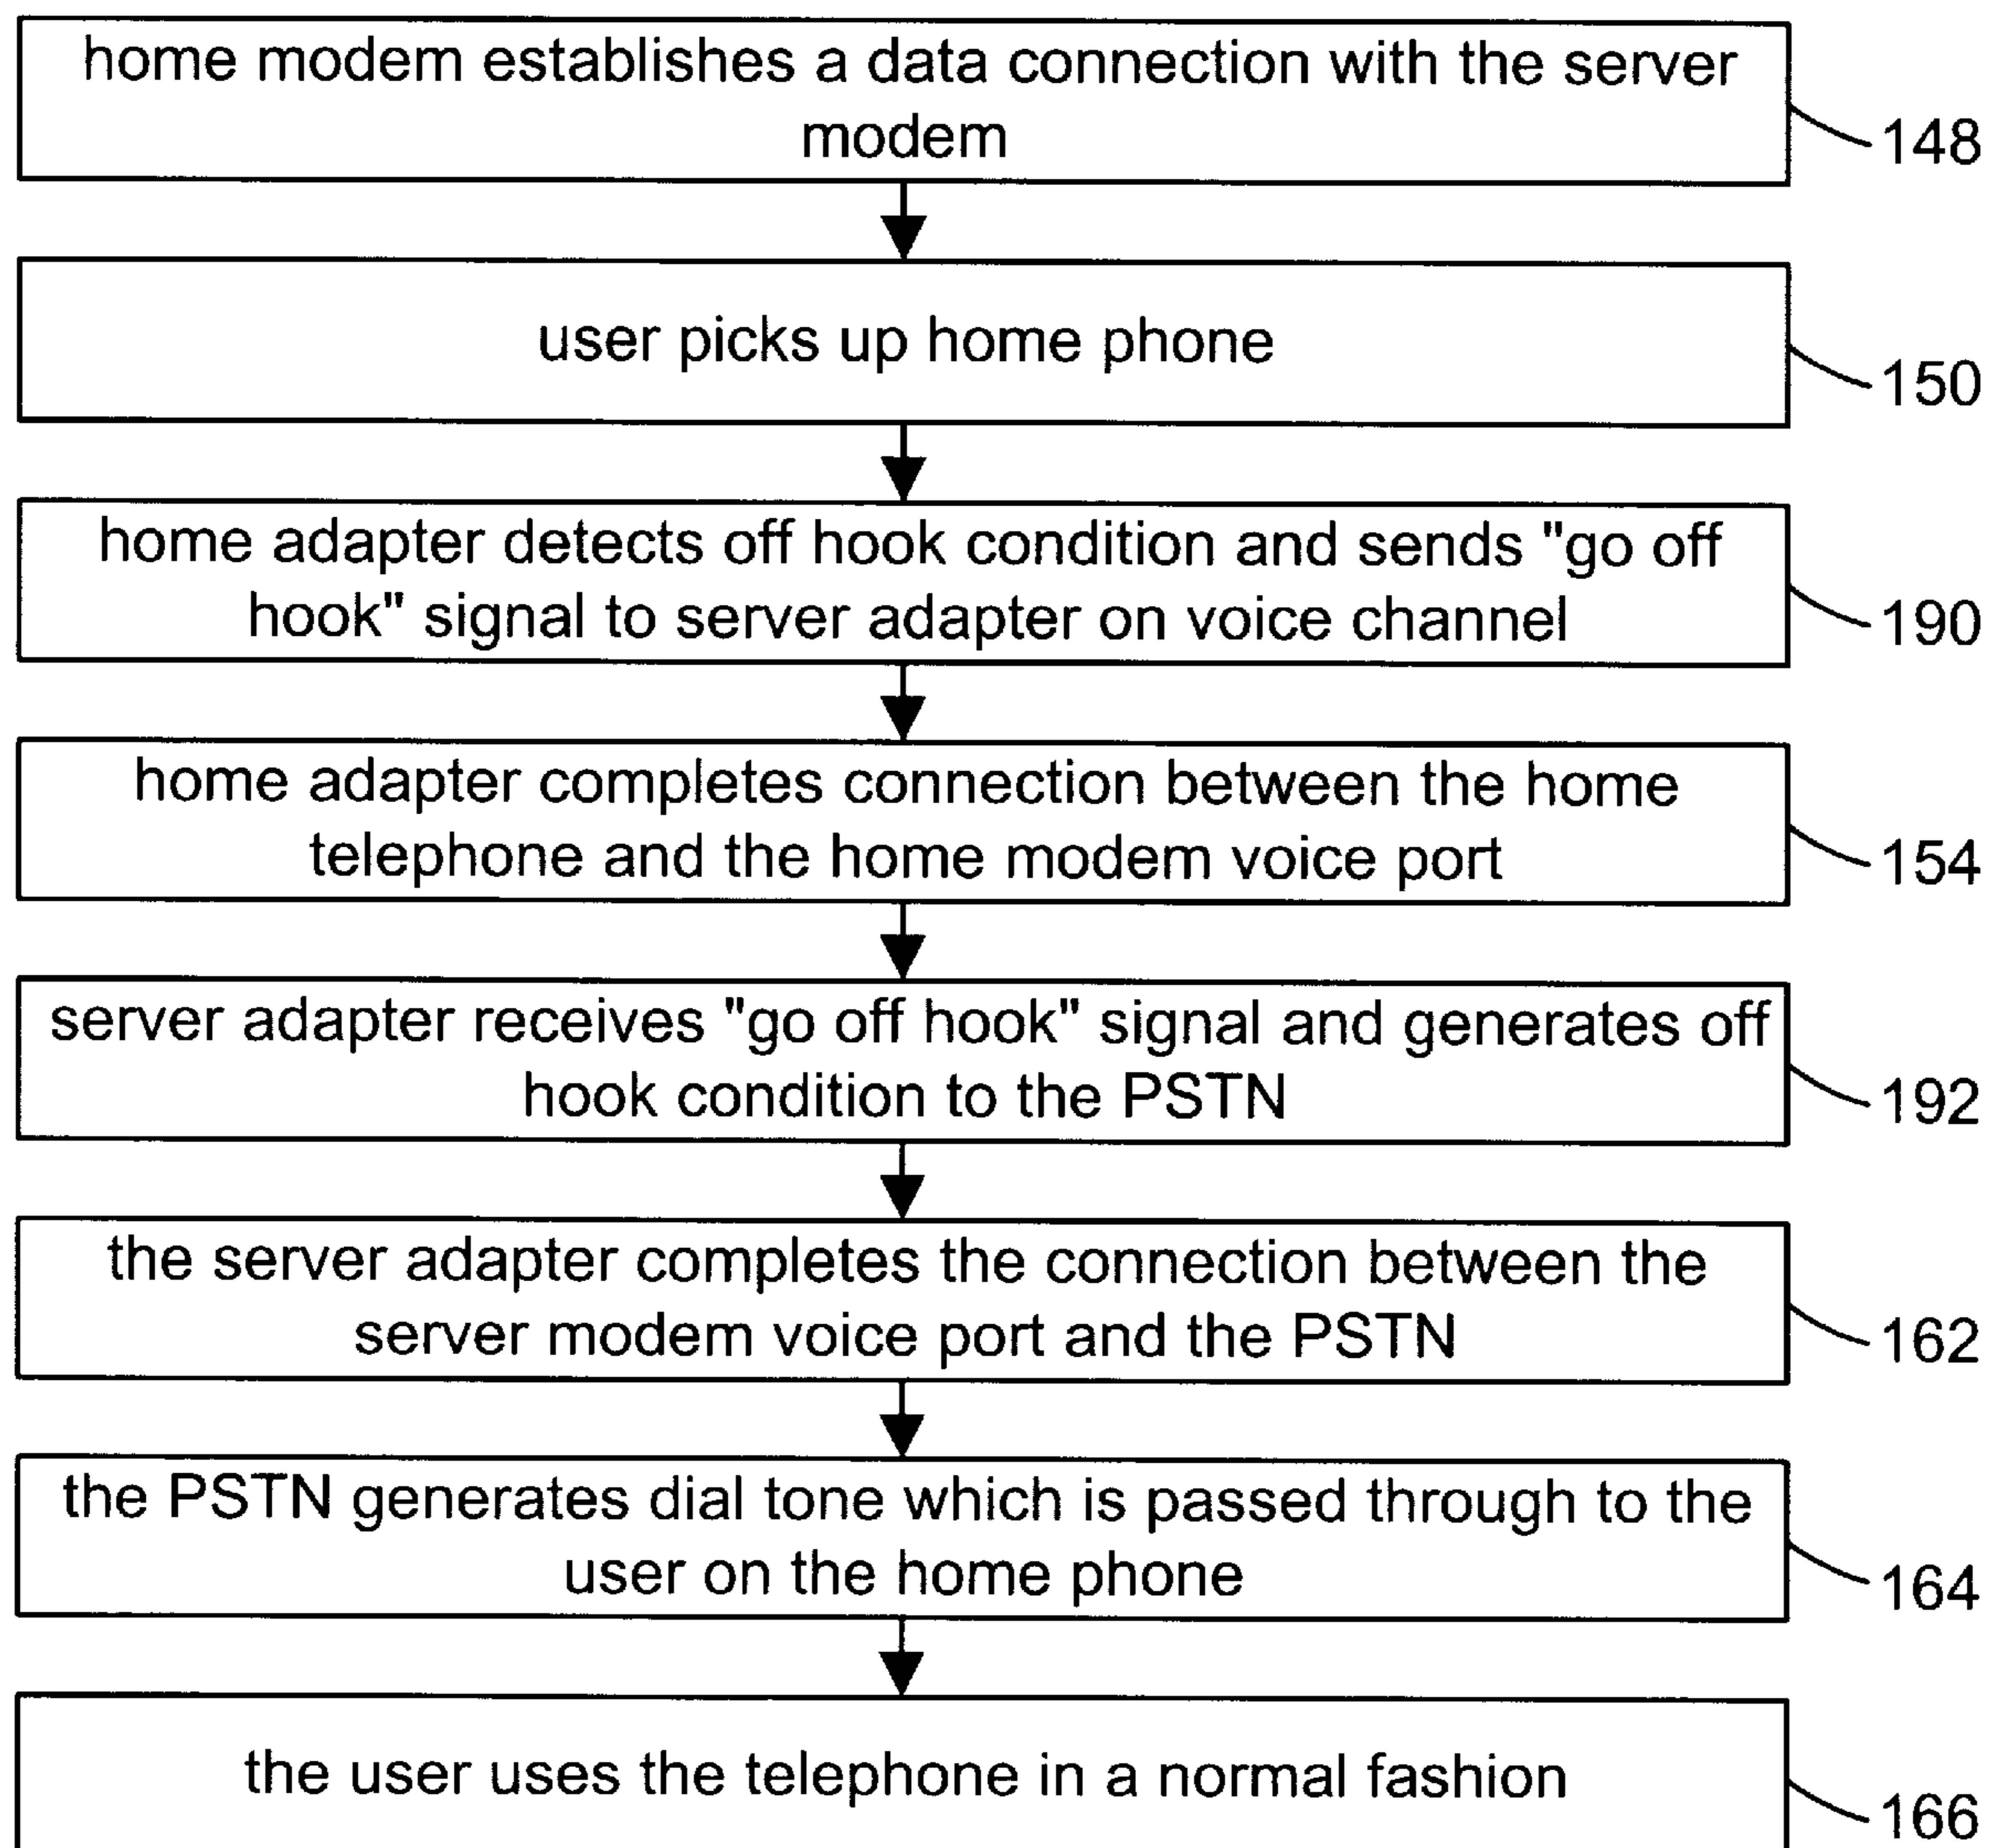 home modem establishes a data connection with the server
modem
148
user picks up home phone
150
home adapter detects off hook condition and sends "go off
hook" signal to server adapter on voice channel
190
home adapter completes connection between the home
telephone and the home modem voice port
154
server adapter receives "go off hook" signal and generates off
hook condition to the PSTN
192
the server adapter completes the connection between the
server modem voice port and the PSTN
162
the PSTN generates dial tone which is passed through to the
user on the home phone
164
the user uses the telephone in a normal fashion
166